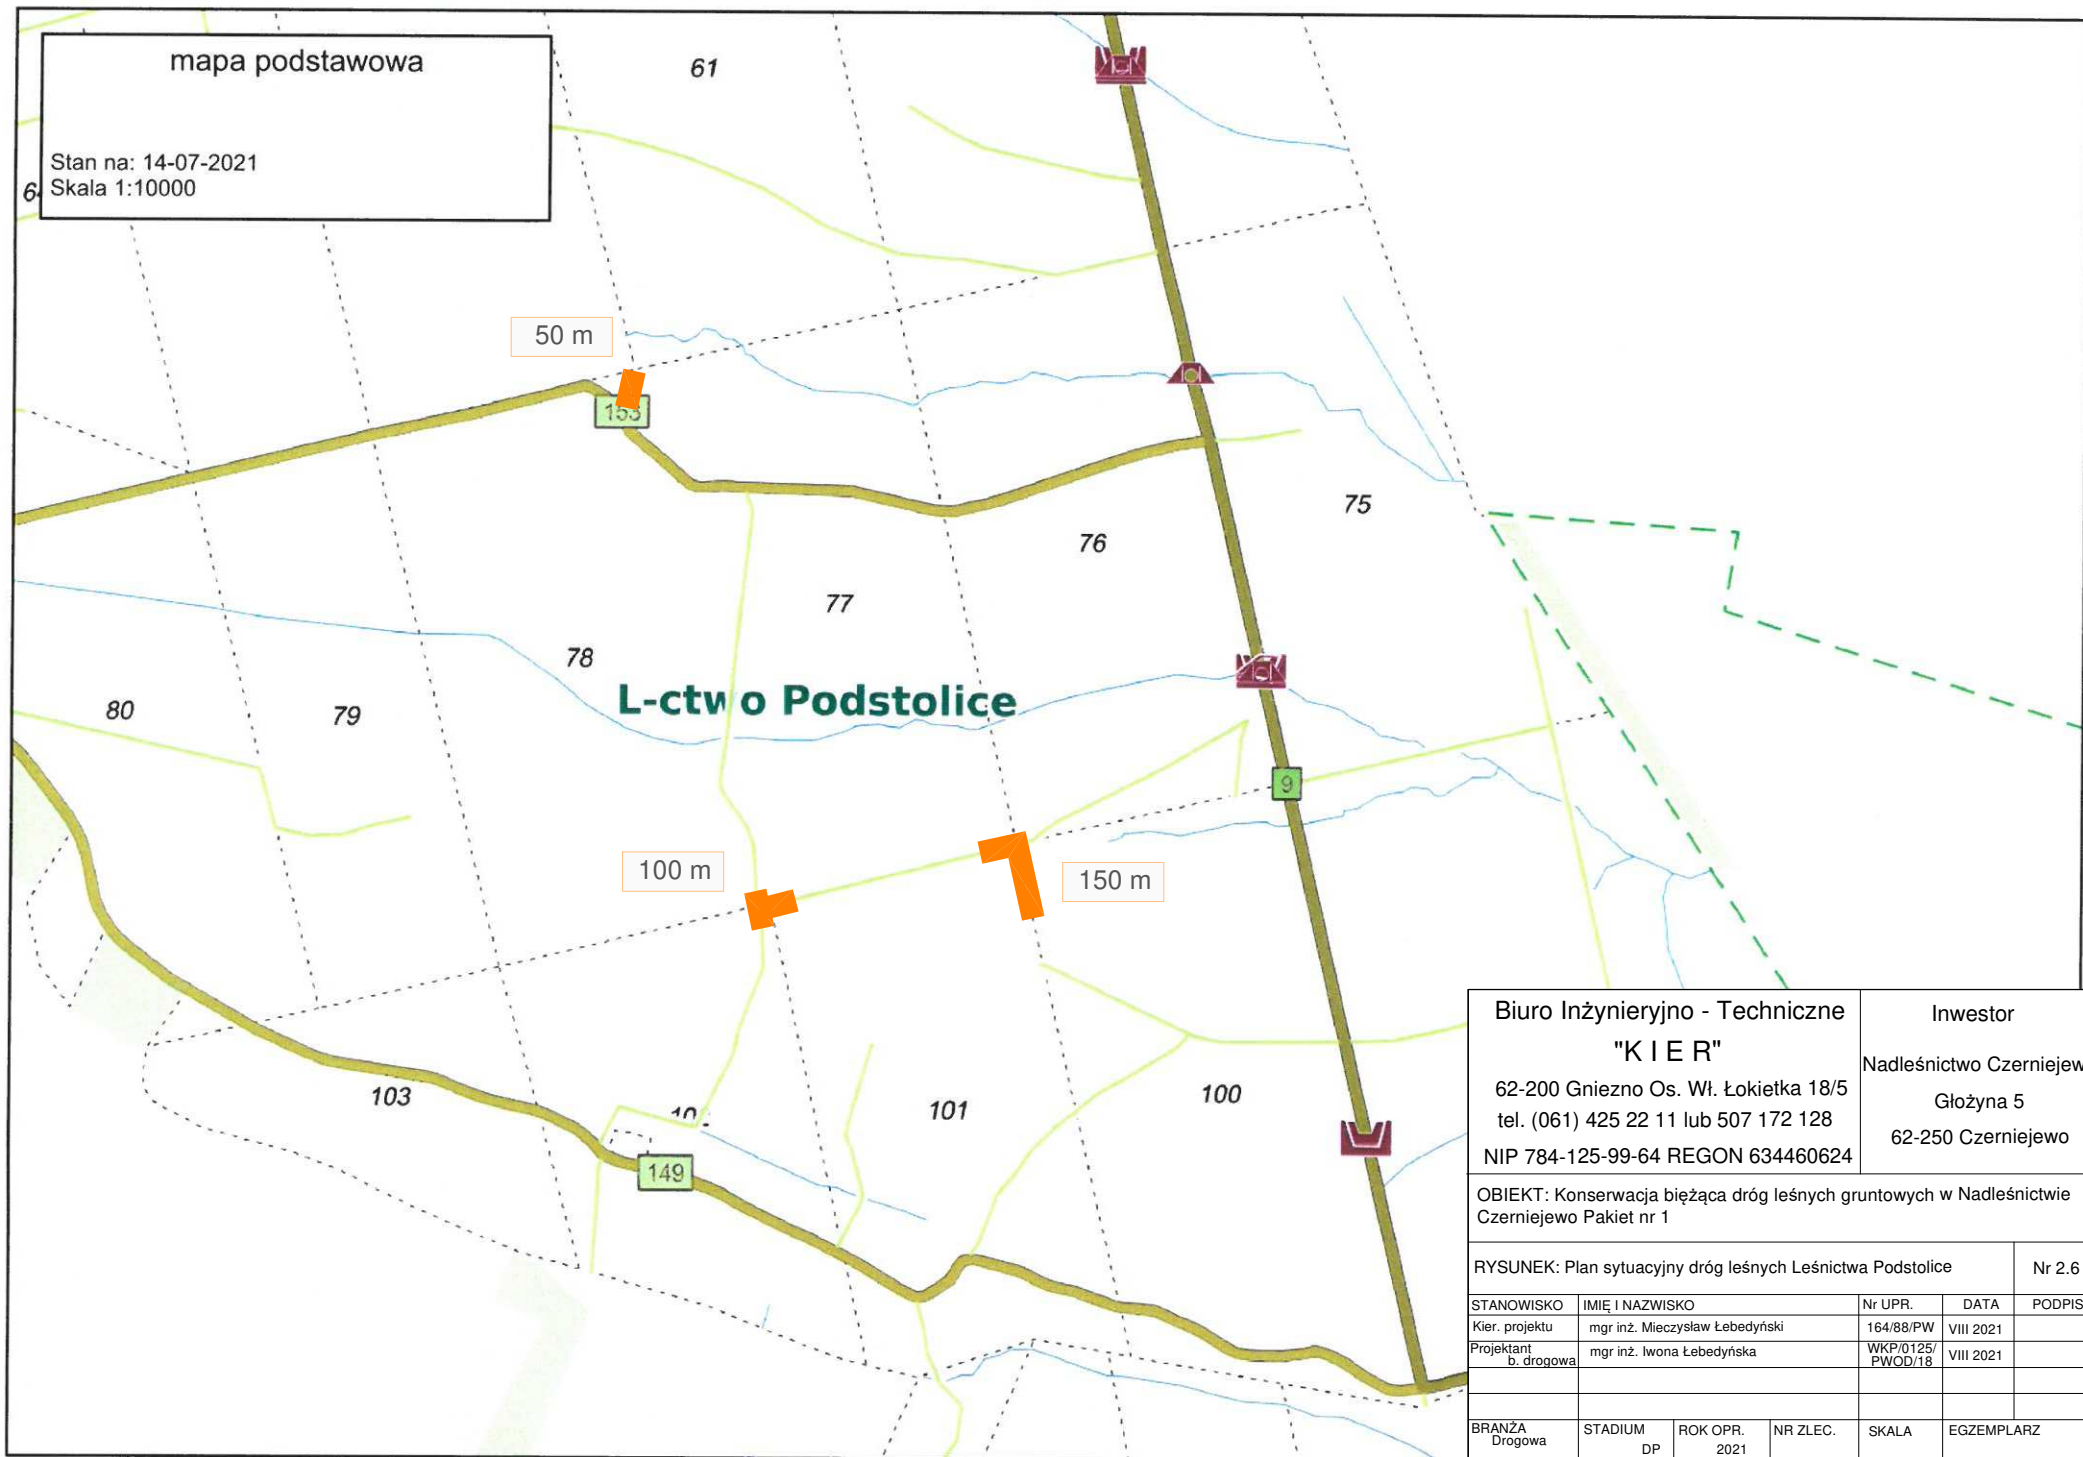 mapa podstawowa
Stan na: 14-07-2021
Skala 1:10000
61
50 m
153
75
76
77
78
L-ctwo Podstolice
80
79
9
100 m
150 m
103
101
100
149
Biuro Inżynieryjno - Techniczne
"K I E R"
62-200 Gniezno Os. Wł. Łokietka 18/5
tel. (061) 425 22 11 lub 507 172 128
NIP 784-125-99-64 REGON 634460624
Inwestor
Nadleśnictwo Czerniejew
Głożyna 5
62-250 Czerniejewo
OBIEKT: Konserwacja biężąca dróg leśnych gruntowych w Nadleśnictwie
Czerniejewo Pakiet nr 1
RYSUNEK: Plan sytuacyjny dróg leśnych Leśnictwa Podstolice
Nr 2.6
STANOWISKO IMIĘ I NAZWISKO Nr UPR. DATA PODPIS
Kier. projektu mgr inż. Mieczysław Łebedyński 164/88/PW VIII 2021
Projektant
b. drogowa
mgr inż. Iwona Łebedyńska
WKP/0125/
PWOD/18
VIII 2021
BRANŻA
Drogowa
STADIUM
DP
ROK OPR.
2021
NR ZLEC.
SKALA
EGZEMPLARZ